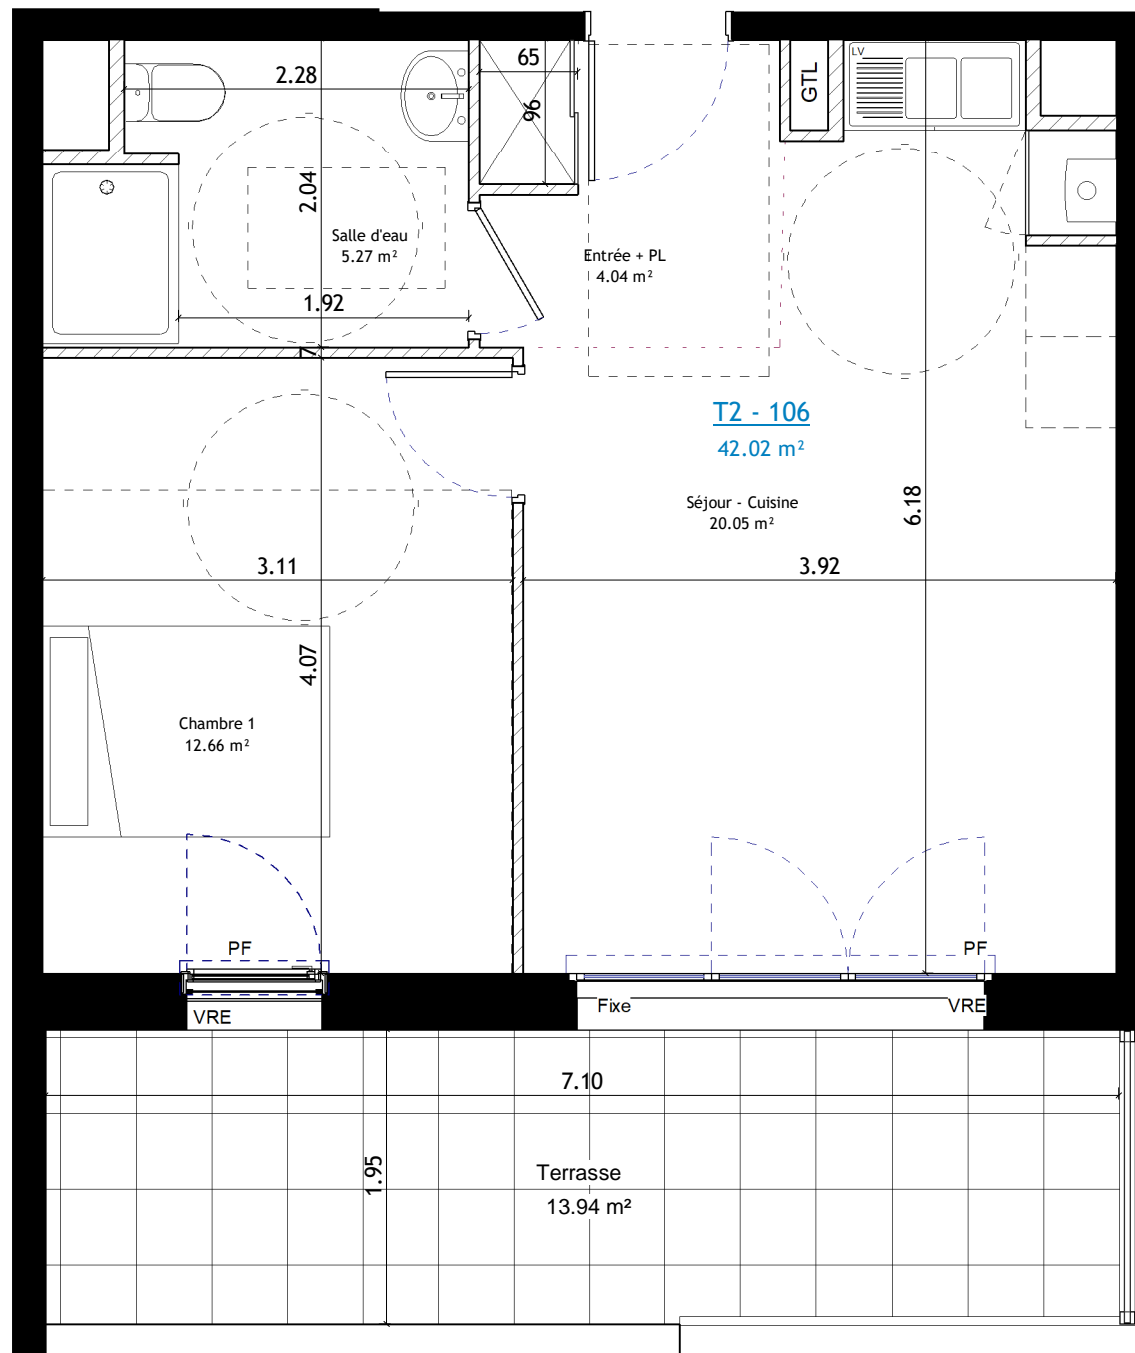 2.28
65
96
GTL
LV
2.04
Salle d'eau
5.27 m²
1.92
Entrée + PL
4.04 m²
7
T2 - 106
42.02 m²
Séjour - Cuisine
20.05 m²
6.18
3.11
3.92
4.07
Chambre 1
12.66 m²
PF
PF
VRE
Fixe
VRE
7.10
1.95
Terrasse
13.94 m²